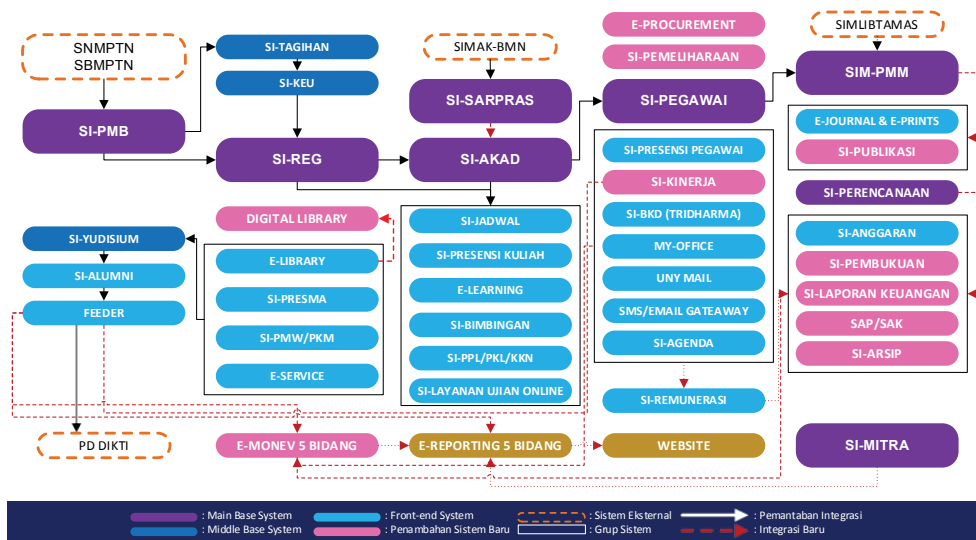 SNMPTN
SBMPTN
SI-TAGIHAN
SI-KEU
SIMAK-BMN
E-PROCUREMENT
SI-PEMELIHARAAN
SIMLIBTAMAS
SI-PMB
SI-REG
SI-SARPRAS
SI-AKAD
SI-PEGAWAI
SIM-PMM
E-JOURNAL & E-PRINTS
SI-PUBLIKASI
SI-PERENCANAAN
SI-ANGGARAN
SI-PEMBUKUAN
SI-LAPORAN KEUANGAN
SAP/SAK
SI-ARSIP
SI-PRESENSI PEGAWAI
SI-KINERJA
SI-BKD (TRIDHARMA)
MY-OFFICE
UNY MAIL
SMS/EMAIL GATEAWAY
SI-AGENDA
SI-REMUNERASI
DIGITAL LIBRARY
SI-JADWAL
SI-PRESENSI KULIAH
E-LEARNING
SI-BIMBINGAN
SI-PPL/PKL/KKN
SI-LAYANAN UJIAN ONLINE
SI-YUDISIUM
SI-ALUMNI
FEEDER
E-LIBRARY
SI-PRESMA
SI-PMW/PKM
E-SERVICE
PD DIKTI
E-MONEV 5 BIDANG
E-REPORTING 5 BIDANG
WEBSITE
SI-MITRA
: Main Base System
: Front-end System
: Sistem Eksternal
: Pemantaban Integrasi
: Middle Base System
: Penambahan Sistem Baru
: Grup Sistem
: Integrasi Baru